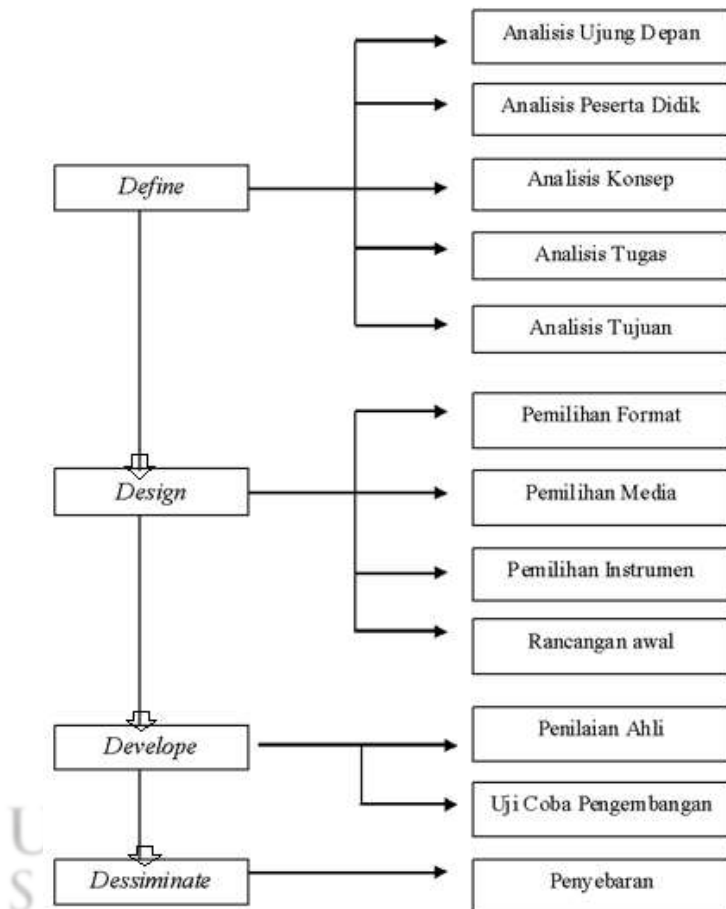 Analisis Ujung Depan
Analisis Peserta Didik
Define
Analisis Konsep
Analisis Tugas
Analisis Tujuan
Pemilihan Format
Design
Pemilihan Media
Pemilihan Instrumen
Rancangan awal
Develope
Penilaian Ahli
Uji Coba Pengembangan
Dessiminate
Penyebaran
U
S